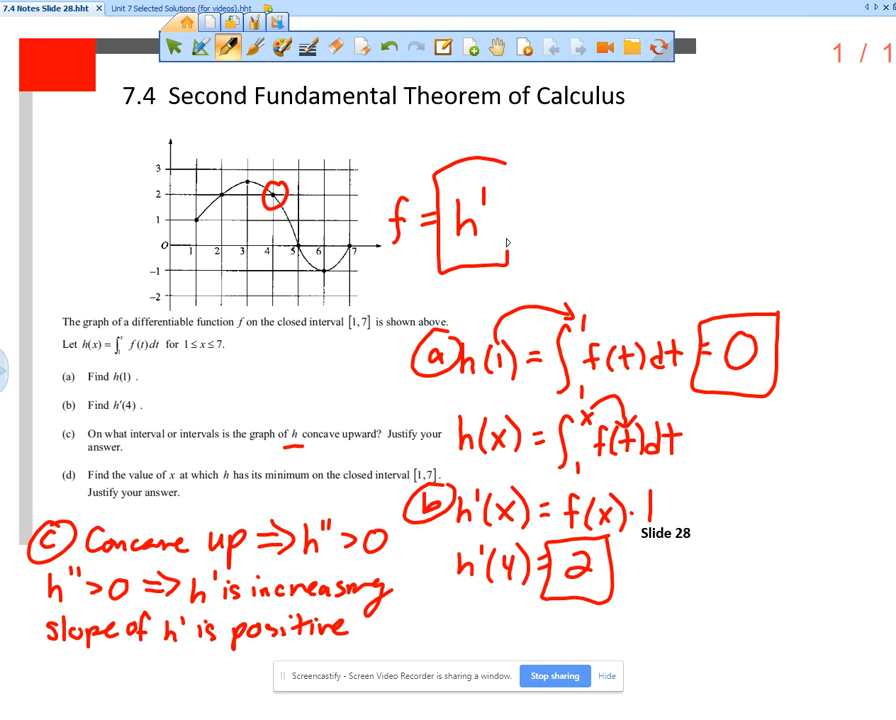 7.4 Notes Slide 28.hht
Unit 7 Selected Solutions (for videos).hht
1 / 1
7.4 Second Fundamental Theorem of Calculus
3
2
1
O
1
2
3
4
5
6
7
−1
−2
f = h'
The graph of a differentiable function f on the closed interval [1, 7] is shown above.
Let h(x) = ∫₁ˣ f(t) dt for 1 ≤ x ≤ 7.
(a) Find h(1) .
(b) Find h′(4) .
(c) On what interval or intervals is the graph of h concave upward? Justify your
answer.
(d) Find the value of x at which h has its minimum on the closed interval [1, 7].
Justify your answer.
a h(1) = ∫₁¹ f(t)dt = 0
h(x) = ∫₁ˣ f(t)dt
b h'(x) = f(x) · 1
Slide 28
h'(4) = 2
c Concave up ⇒ h" > 0
h" > 0 ⇒ h' is increasing
slope of h' is positive
Screencastify - Screen Video Recorder is sharing a window.
Stop sharing
Hide